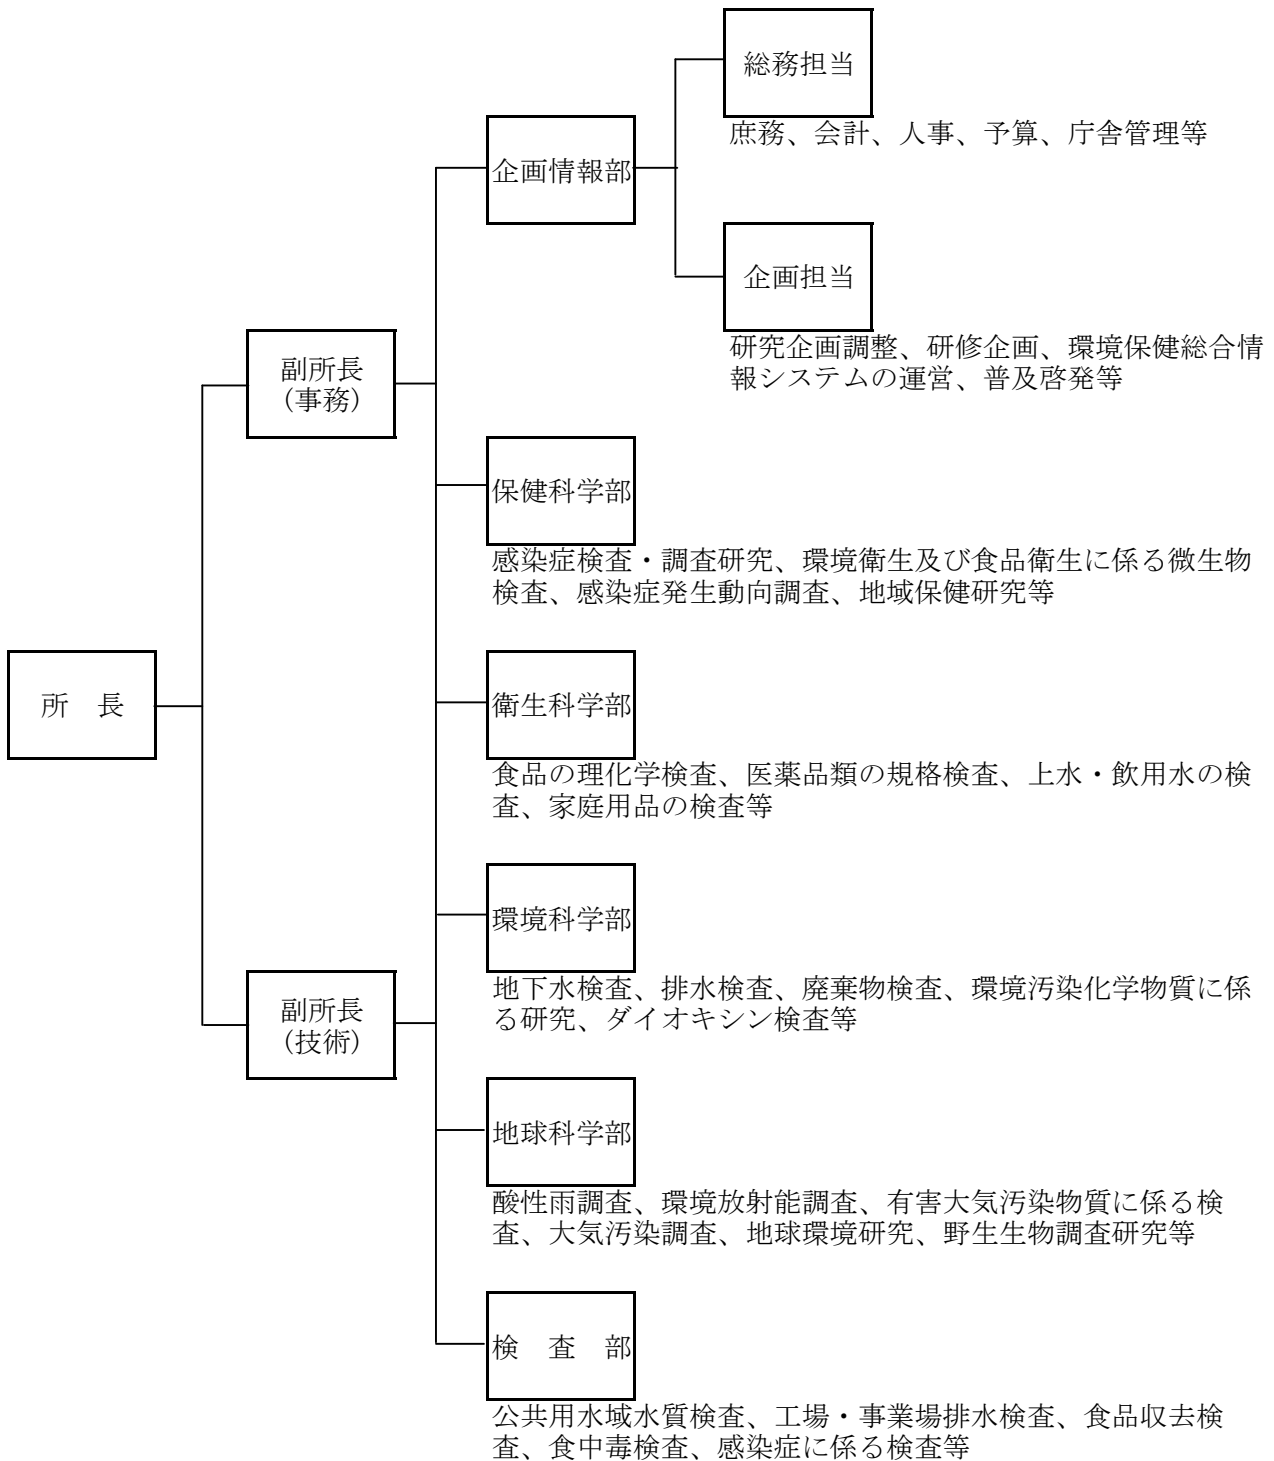 総務担当
庶務、会計、人事、予算、庁舎管理等
企画情報部
企画担当
研究企画調整、研修企画、環境保健総合情
報システムの運営、普及啓発等
副所長
（事務）
保健科学部
感染症検査・調査研究、環境衛生及び食品衛生に係る微生物
検査、感染症発生動向調査、地域保健研究等
所　長
衛生科学部
食品の理化学検査、医薬品類の規格検査、上水・飲用水の検
査、家庭用品の検査等
環境科学部
地下水検査、排水検査、廃棄物検査、環境汚染化学物質に係
る研究、ダイオキシン検査等
副所長
（技術）
地球科学部
酸性雨調査、環境放射能調査、有害大気汚染物質に係る検
査、大気汚染調査、地球環境研究、野生生物調査研究等
検　査　部
公共用水域水質検査、工場・事業場排水検査、食品収去検
査、食中毒検査、感染症に係る検査等